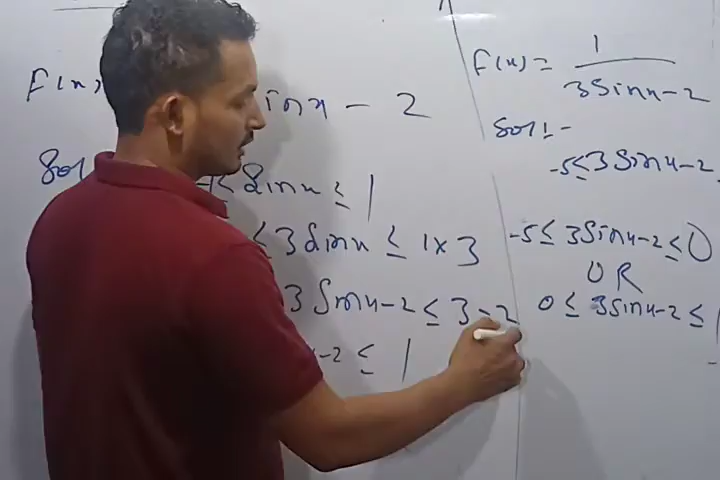 F(x)
inx - 2
Sol
-1≤ Sinx ≤ 1
≤ 3Sinx ≤ 1×3
3Sinx-2 ≤ 3-2
x-2 ≤ 1
F(x) = 1 / 3Sinx-2
Sol:-
-5≤3Sinx-2
-5≤ 3Sinx-2 ≤0
OR
0 ≤ 3Sinx-2 ≤ 1